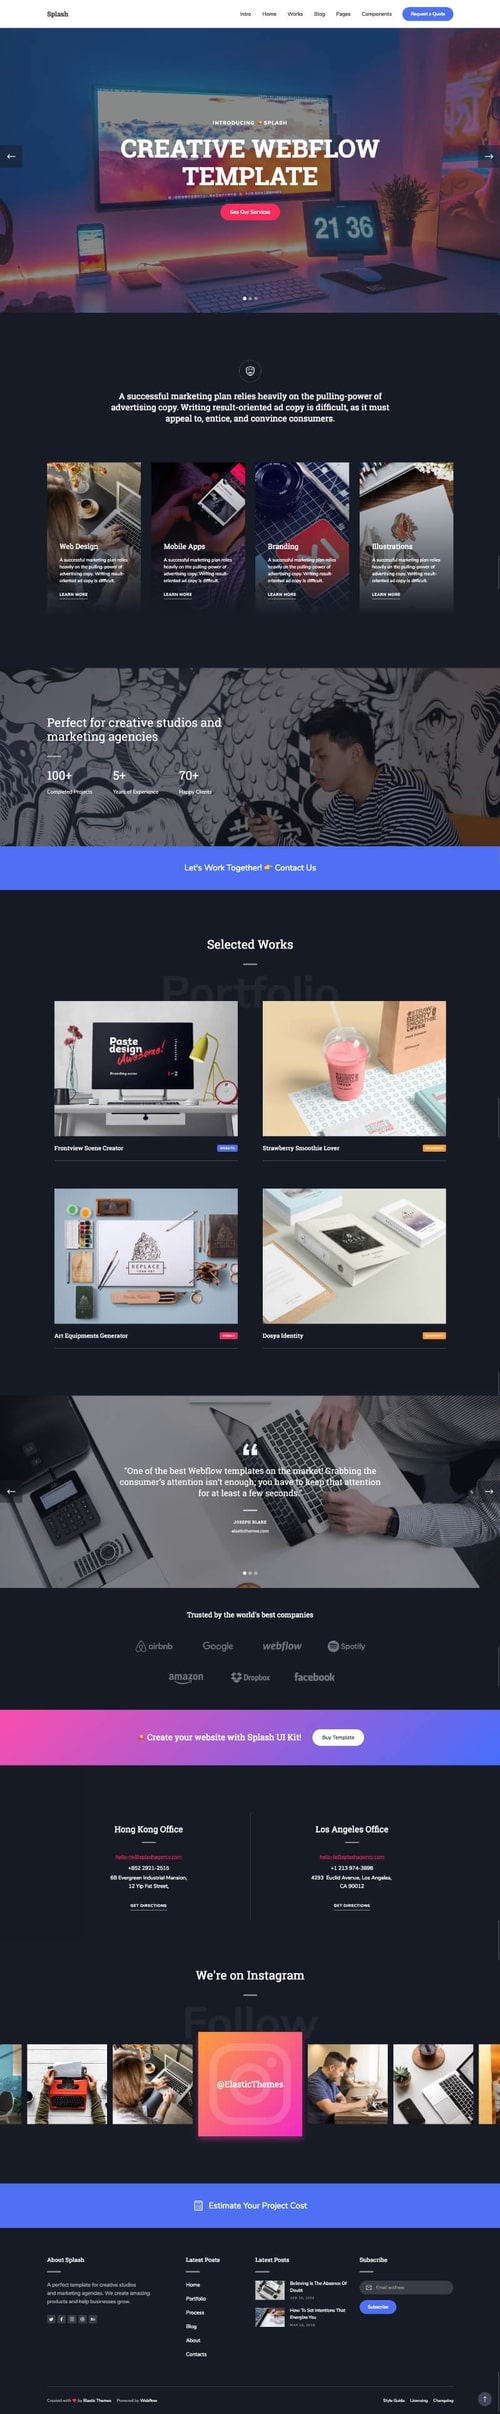 Splash
Intro Home Works Blog Pages Components Request a Quote
INTRODUCING SPLASH
CREATIVE WEBFLOW
TEMPLATE
See Our Services
21 36
A successful marketing plan relies heavily on the pulling-power of
advertising copy. Writing result-oriented ad copy is difficult, as it must
appeal to, entice, and convince consumers.
Web Design
A successful marketing plan relies
heavily on the pulling-power of
advertising copy. Writing result-
oriented ad copy is difficult.
LEARN MORE
Mobile Apps
A successful marketing plan relies
heavily on the pulling-power of
advertising copy. Writing result-
oriented ad copy is difficult.
LEARN MORE
Branding
A successful marketing plan relies
heavily on the pulling-power of
advertising copy. Writing result-
oriented ad copy is difficult.
LEARN MORE
Illustrations
A successful marketing plan relies
heavily on the pulling-power of
advertising copy. Writing result-
oriented ad copy is difficult.
LEARN MORE
Perfect for creative studios and
marketing agencies
100+ 5+ 70+
Completed Projects Years of Experience Happy Clients
Let's Work Together! Contact Us
Selected Works
Portfolio
Paste
design
Awesome!
Frontview Scene Creator
STRAW
BERRY
SMOOTHIE
LOVER
Strawberry Smoothie Lover
REPLACE
Art Equipments Generator
Dosya Identity
"One of the best Webflow templates on the market! Grabbing the
consumer's attention isn't enough; you have to keep that attention
for at least a few seconds."
JOSEPH BLAKE
elasticthemes.com
Trusted by the world's best companies
airbnb Google webflow Spotify
amazon Dropbox facebook
Create your website with Splash UI Kit! Buy Template
Hong Kong Office
+852 2921-2515
6B Evergreen Industrial Mansion,
12 Yip Fat Street,
GET DIRECTIONS
Los Angeles Office
+1 213 974-3898
4293 Euclid Avenue, Los Angeles,
CA 90012
GET DIRECTIONS
We're on Instagram
Follow
@ElasticThemes
Estimate Your Project Cost
About Splash
A perfect template for creative studios
and marketing agencies. We create amazing
products and help businesses grow.
Latest Posts
Home
Portfolio
Process
Blog
About
Contacts
Latest Posts
Believing Is The Absence Of
Doubt
How To Set Intentions That
Energize You
Subscribe
Email address
Subscribe
Created with by Elastic Themes Powered by Webflow
Style Guide Licensing Changelog